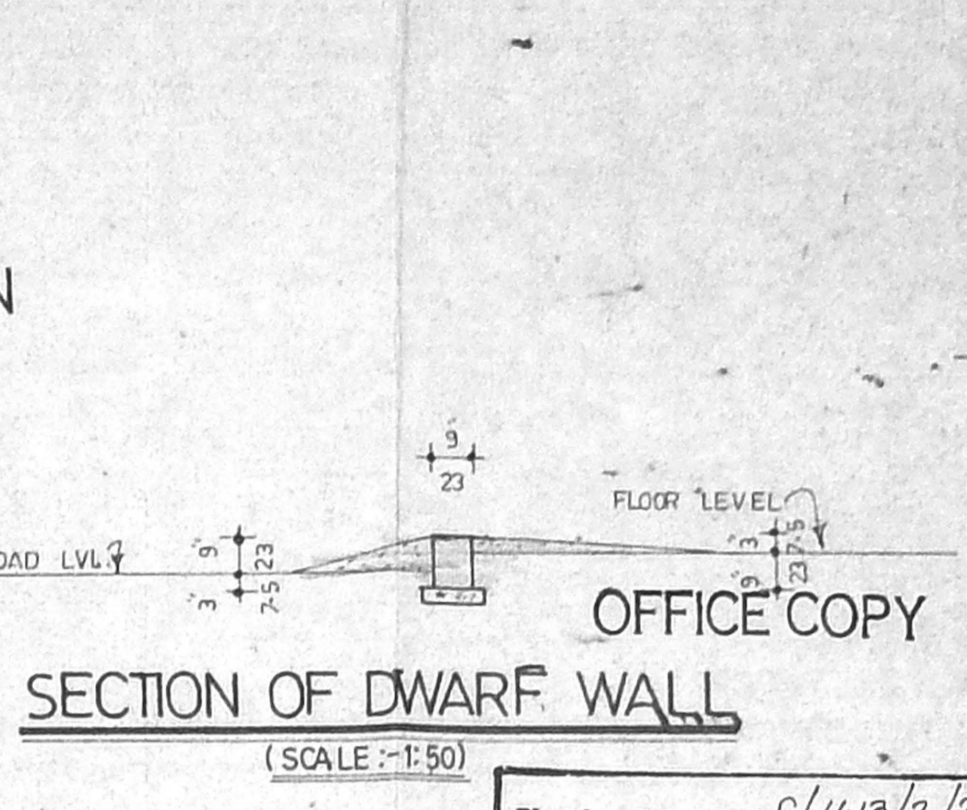 N
9"
23
FLOOR LEVEL
OAD LVL.
9"
23
3"
7·5
3"
7·5
9"
23
OFFICE COPY
SECTION OF DWARF WALL
(SCALE:-1:50)